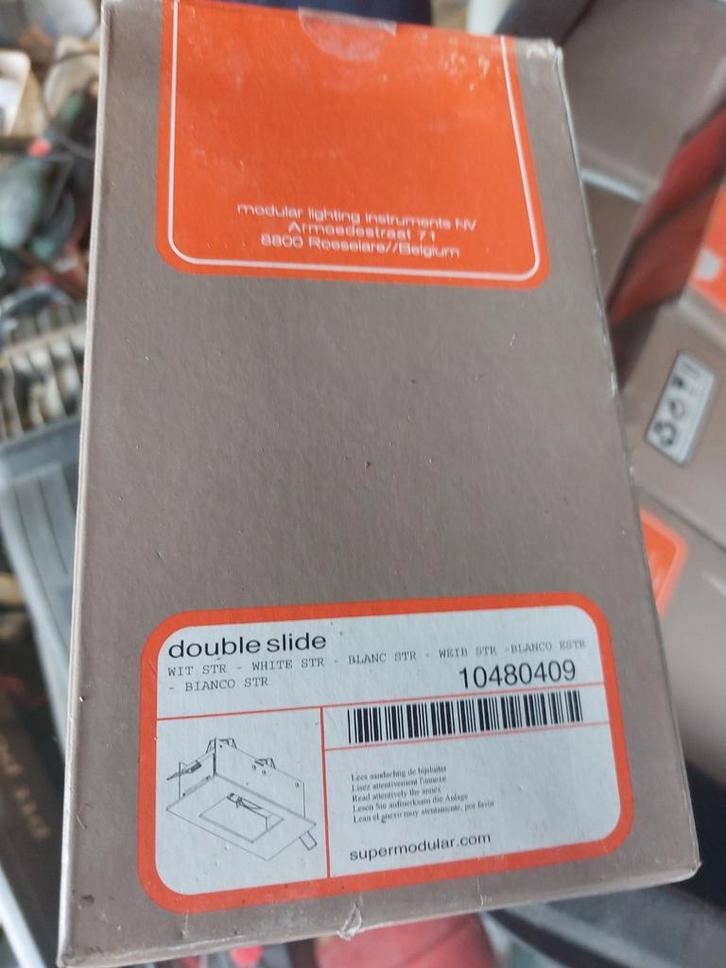 modular lighting instruments NV
Armoedestraat 71
8800 Roeselare//Belgium
double slide
WIT STR - WHITE STR - BLANC STR - WEIB STR -BLANCO ESTR
- BIANCO STR
10480409
Lees aandachtig de bijsluiter
Lisez attentivement l'annexe
Read attentively the annex
Lesen Sie aufmerksam die Anlage
Lean el anexo muy atentamente, por favor
supermodular.com